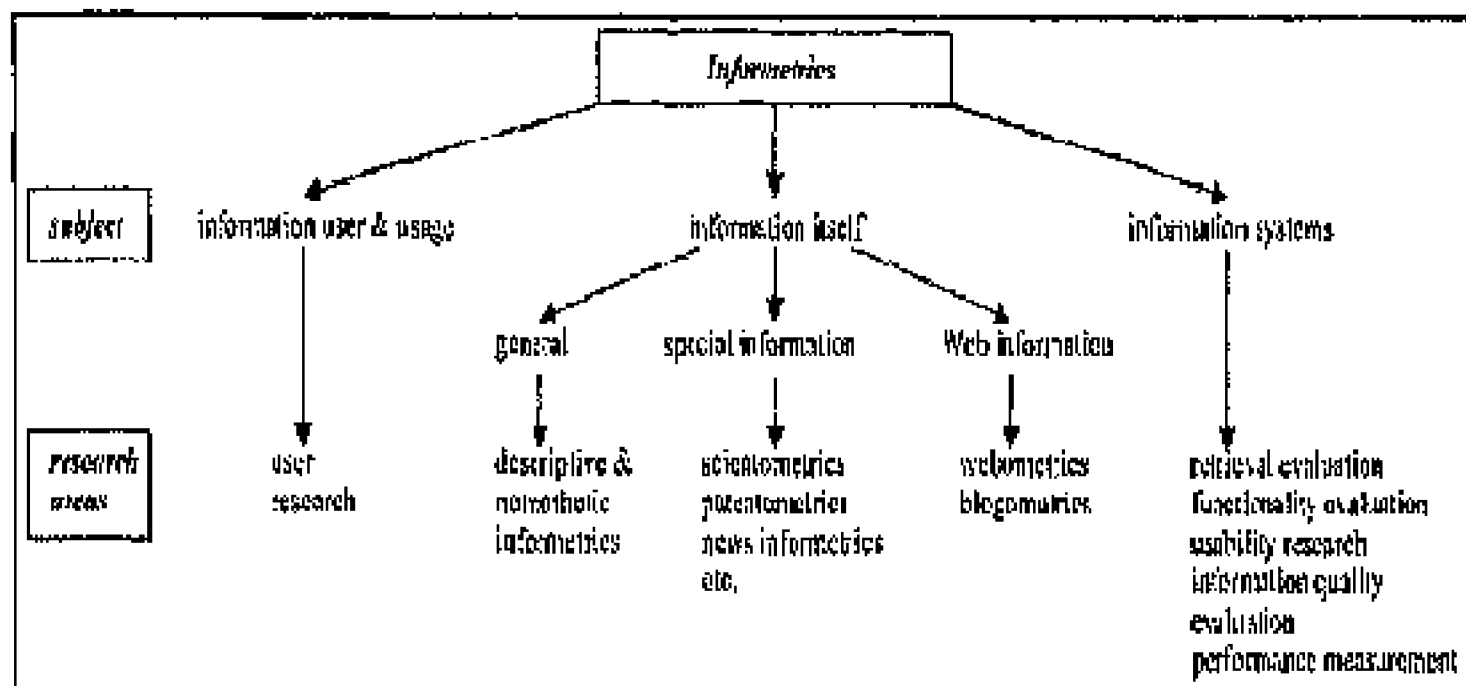 Informetrics
subject
information user & usage
information itself
information systems
general
special information
Web information
research
areas
user
research
descriptive &
nomothetic
informetrics
scientometrics
patentometrics
news informetrics
etc.
webometrics
blogometrics
retrieval evaluation
functionality evaluation
usability research
information quality
evaluation
performance measurement